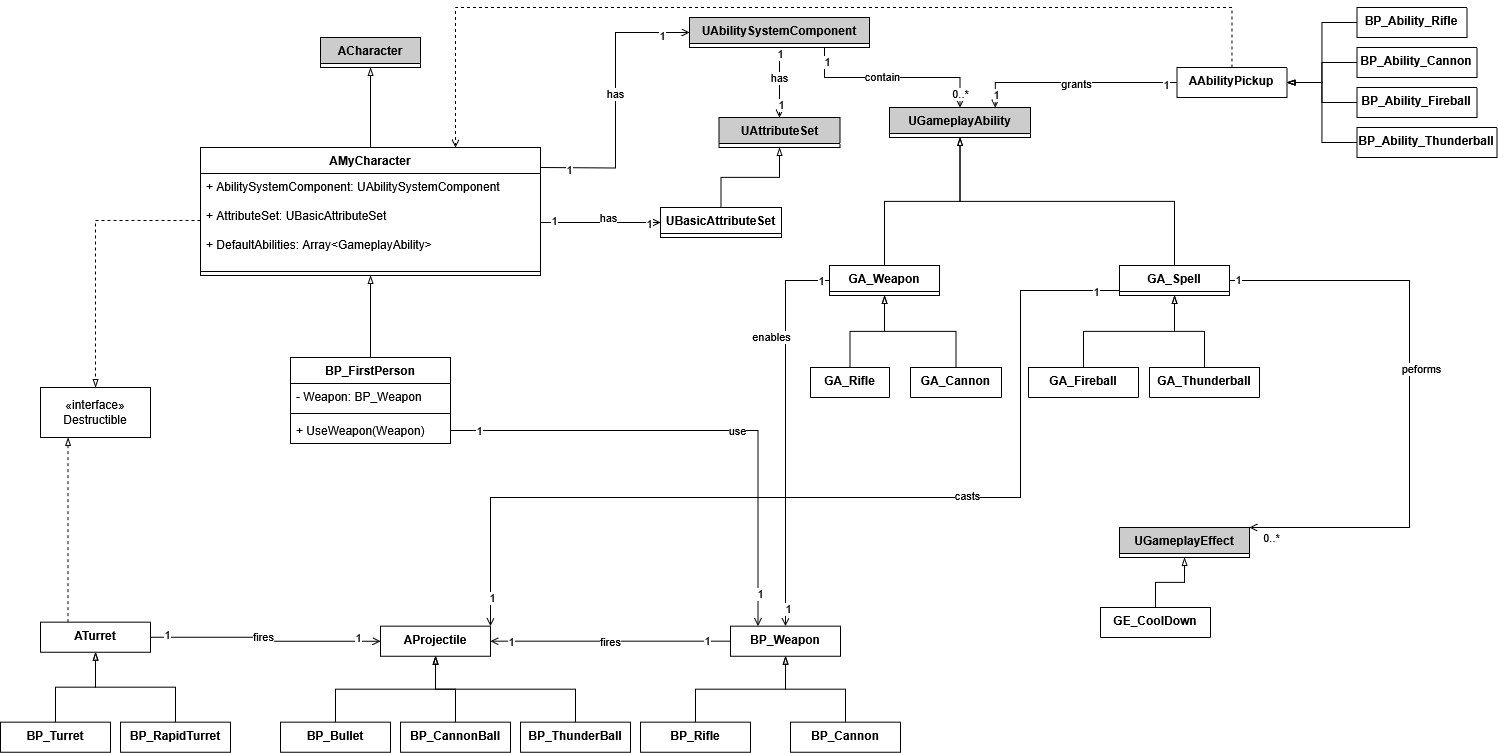 BP_Ability_Rifle
UAbilitySystemComponent
1
ACharacter
1
has
1
contain
BP_Ability_Cannon
AAbilityPickup
1
grants
has
0..*
1
BP_Ability_Fireball
1
UGameplayAbility
UAttributeSet
BP_Ability_Thunderball
AMyCharacter
1
+ AbilitySystemComponent: UAbilitySystemComponent
+ AttributeSet: UBasicAttributeSet
1
has
1
UBasicAttributeSet
+ DefaultAbilities: Array<GameplayAbility>
1
GA_Weapon
1
GA_Spell
1
enables
BP_FirstPerson
peforms
GA_Rifle
GA_Cannon
GA_Fireball
GA_Thunderball
- Weapon: BP_Weapon
«interface»
Destructible
+ UseWeapon(Weapon)
1
use
casts
UGameplayEffect
0..*
1
1
1
GE_CoolDown
ATurret
1
fires
1
AProjectile
1
fires
1
BP_Weapon
BP_Turret
BP_RapidTurret
BP_Bullet
BP_CannonBall
BP_ThunderBall
BP_Rifle
BP_Cannon